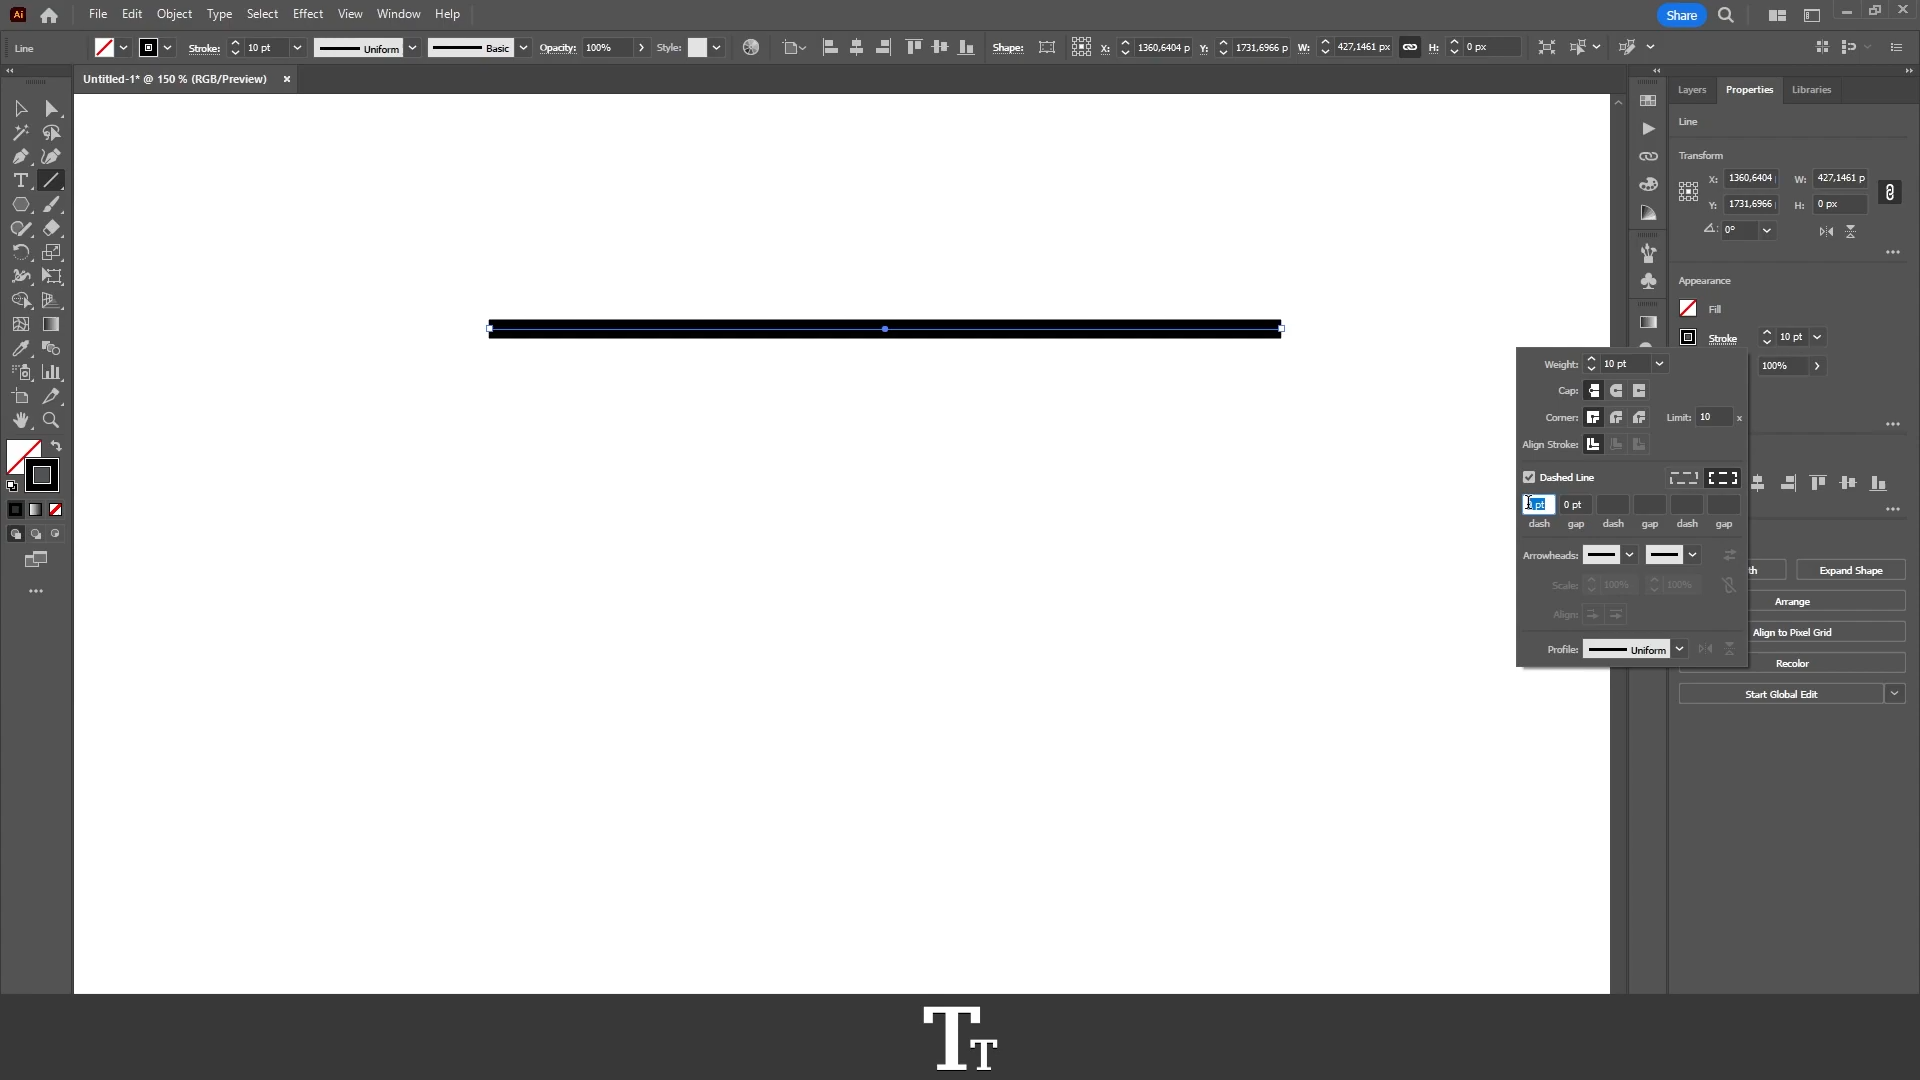 Ai File Edit Object Type Select Effect View Window Help Share
Line Stroke: 10 pt Uniform Basic Opacity: 100% Style: Shape: X: 1360,6404 p Y: 1731,6966 p W: 427,1461 px H: 0 px
Untitled-1* @ 150 % (RGB/Preview)
Layers Properties Libraries
Line
Transform
X: 1360,6404 W: 427,1461 p
Y: 1731,6966 H: 0 px
0°
Appearance
Fill
Stroke 10 pt
100%
Weight: 10 pt
Cap:
Corner: Limit: 10 x
Align Stroke:
Dashed Line
pt 0 pt
dash gap dash gap dash gap
Arrowheads:
Scale: 100% 100%
Align:
Profile: Uniform
th Expand Shape
Arrange
Align to Pixel Grid
Recolor
Start Global Edit
TT